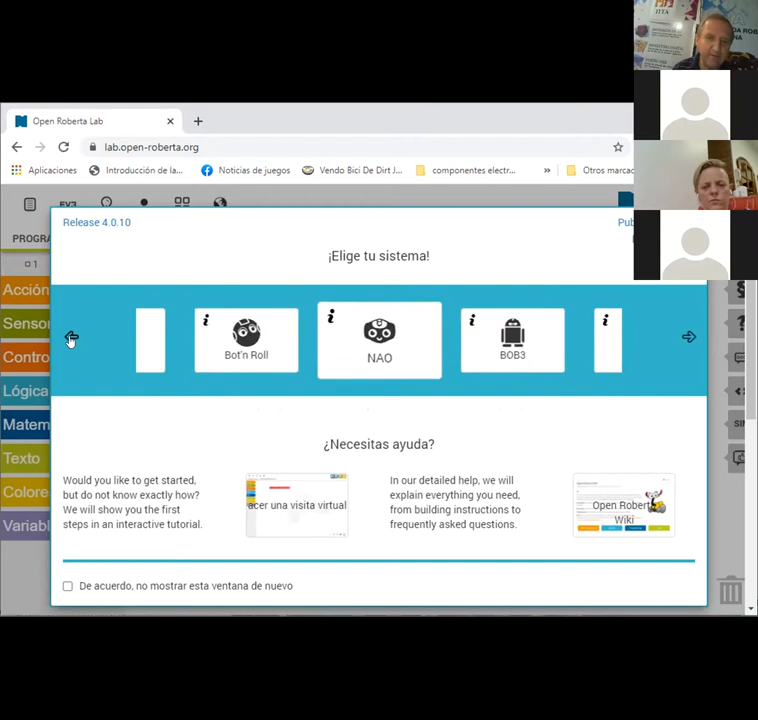 ITTA
Open Roberta Lab
lab.open-roberta.org
Aplicaciones
Introducción de la...
Noticias de juegos
Vendo Bici De Dirt J...
componentes electr...
»
Otros marcad
EV3
PROGRA
1
Release 4.0.10
Pub
¡Elige tu sistema!
Acción
Sensor
Contro
Lógica
Matem
Texto
Colore
Variabl
Bot'n Roll
NAO
BOB3
SIM
¿Necesitas ayuda?
Would you like to get started,
but do not know exactly how?
We will show you the first
steps in an interactive tutorial.
acer una visita virtual
In our detailed help, we will
explain everything you need,
from building instructions to
frequently asked questions.
Open Robert
Wiki
De acuerdo, no mostrar esta ventana de nuevo